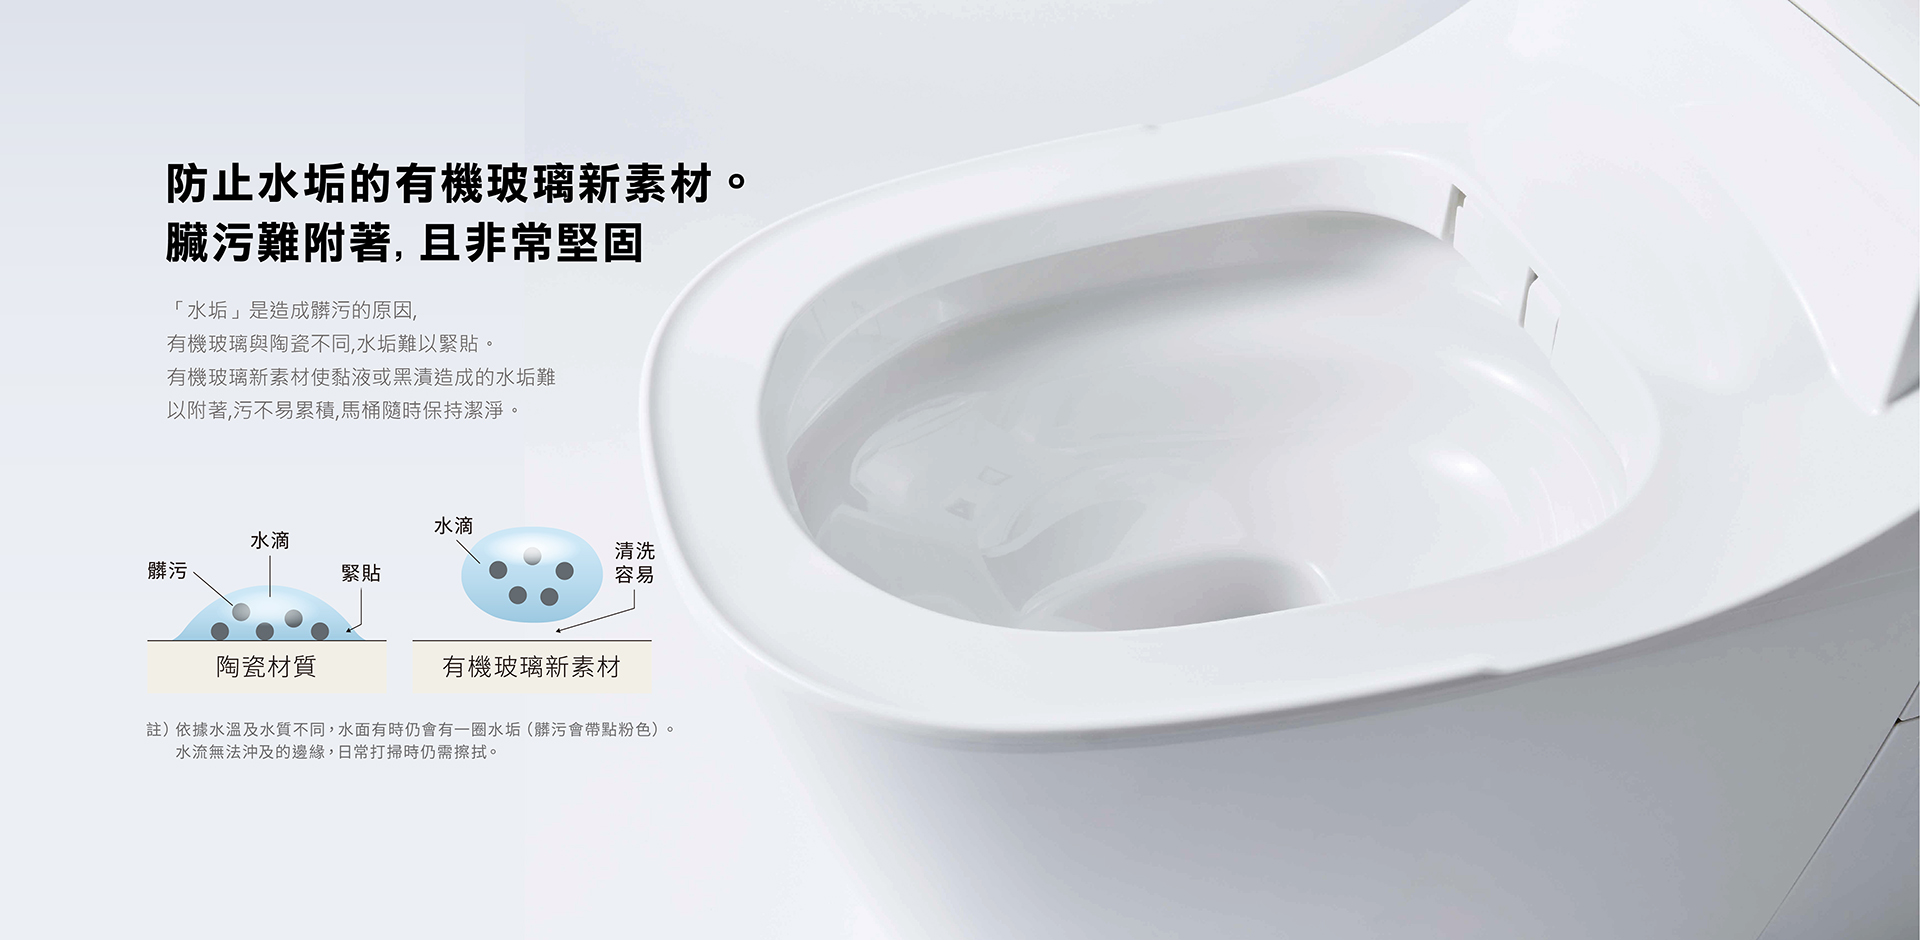 防止水垢的有機玻璃新素材。
臟污難附著, 且非常堅固
「水垢」是造成髒污的原因,
有機玻璃與陶瓷不同,水垢難以緊貼。
有機玻璃新素材使黏液或黑漬造成的水垢難
以附著,污不易累積,馬桶隨時保持潔淨。
髒污
水滴
緊貼
陶瓷材質
水滴
清洗
容易
有機玻璃新素材
註）依據水溫及水質不同，水面有時仍會有一圈水垢（髒污會帶點粉色）。
水流無法沖及的邊緣，日常打掃時仍需擦拭。